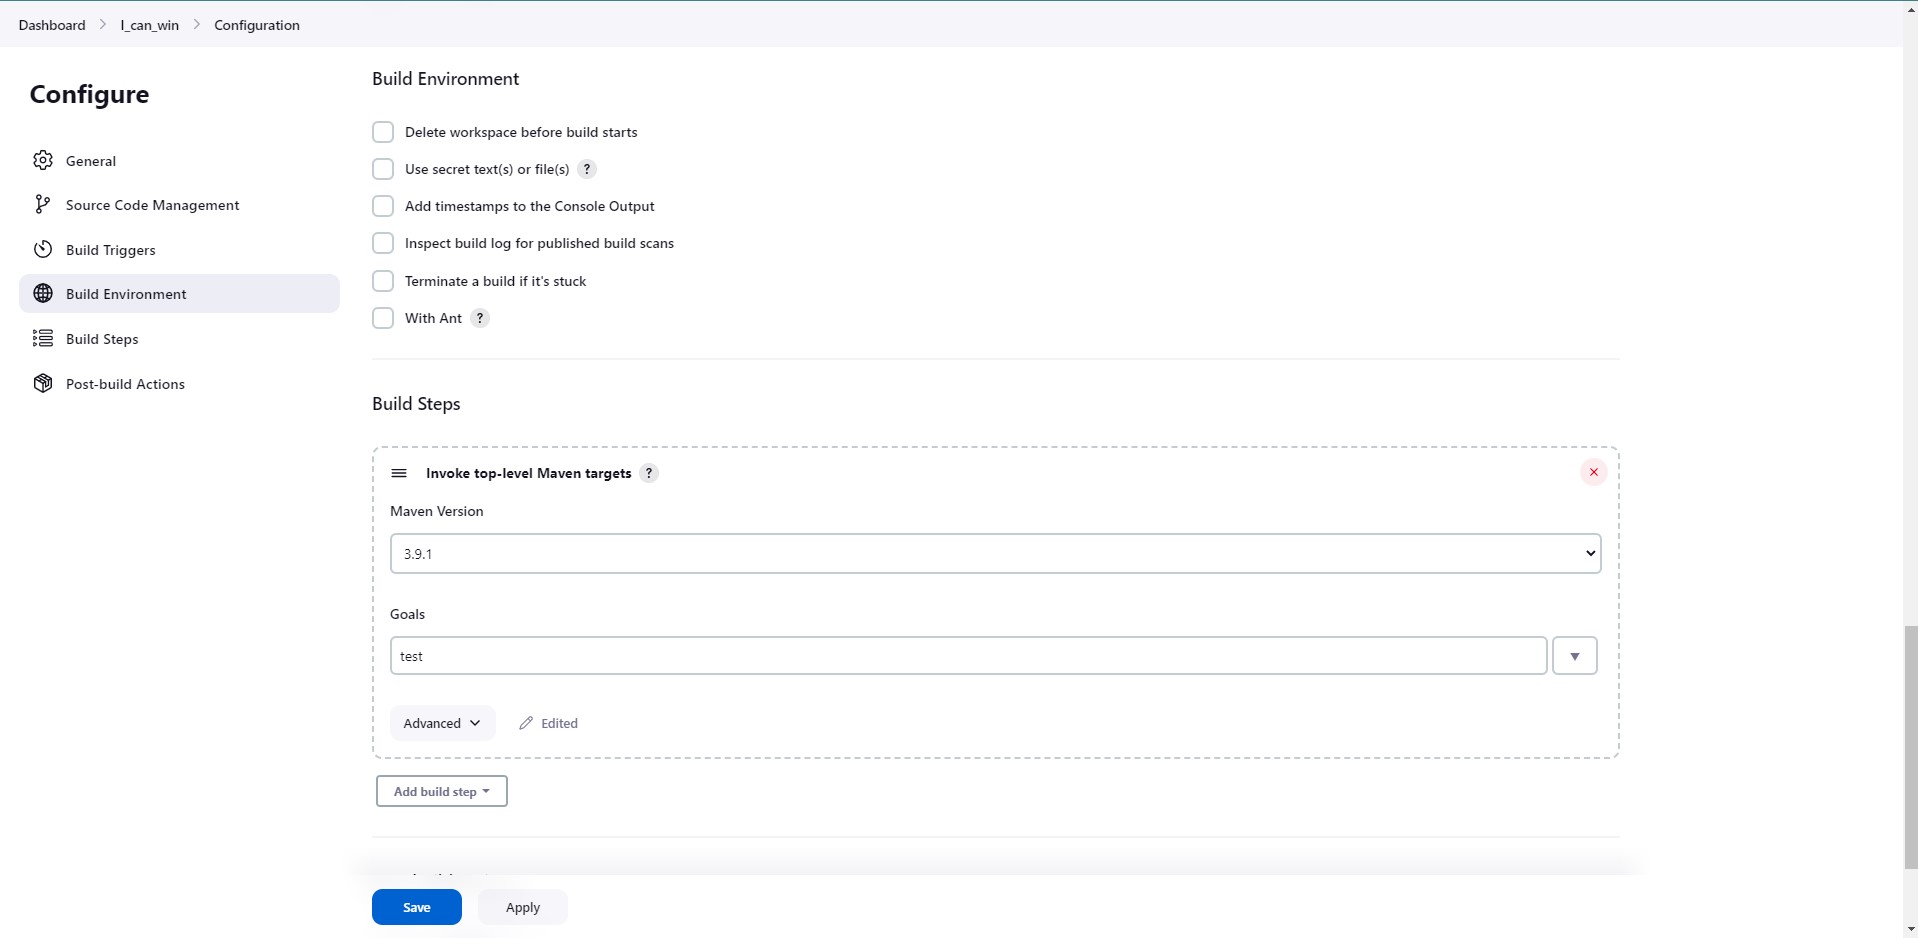 Dashboard > I_can_win > Configuration
Configure
General
Source Code Management
Build Triggers
Build Environment
Build Steps
Post-build Actions
Build Environment
Delete workspace before build starts
Use secret text(s) or file(s) ?
Add timestamps to the Console Output
Inspect build log for published build scans
Terminate a build if it's stuck
With Ant ?
Build Steps
Invoke top-level Maven targets ?
Maven Version
3.9.1
Goals
test
Advanced
Edited
Add build step
Save
Apply